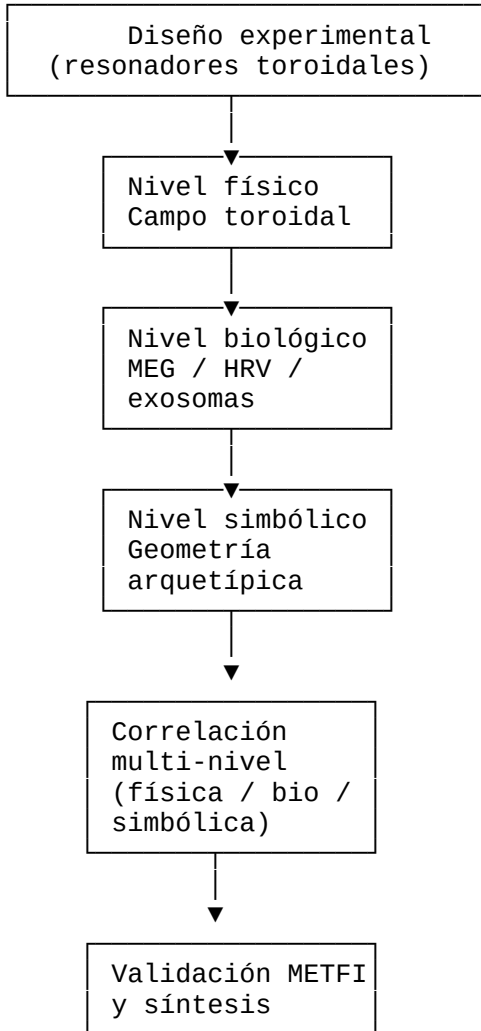 Diseño experimental
(resonadores toroidales)
Nivel físico
Campo toroidal
Nivel biológico
MEG / HRV /
exosomas
Nivel simbólico
Geometría
arquetípica
Correlación
multi-nivel
(física / bio /
simbólica)
Validación METFI
y síntesis